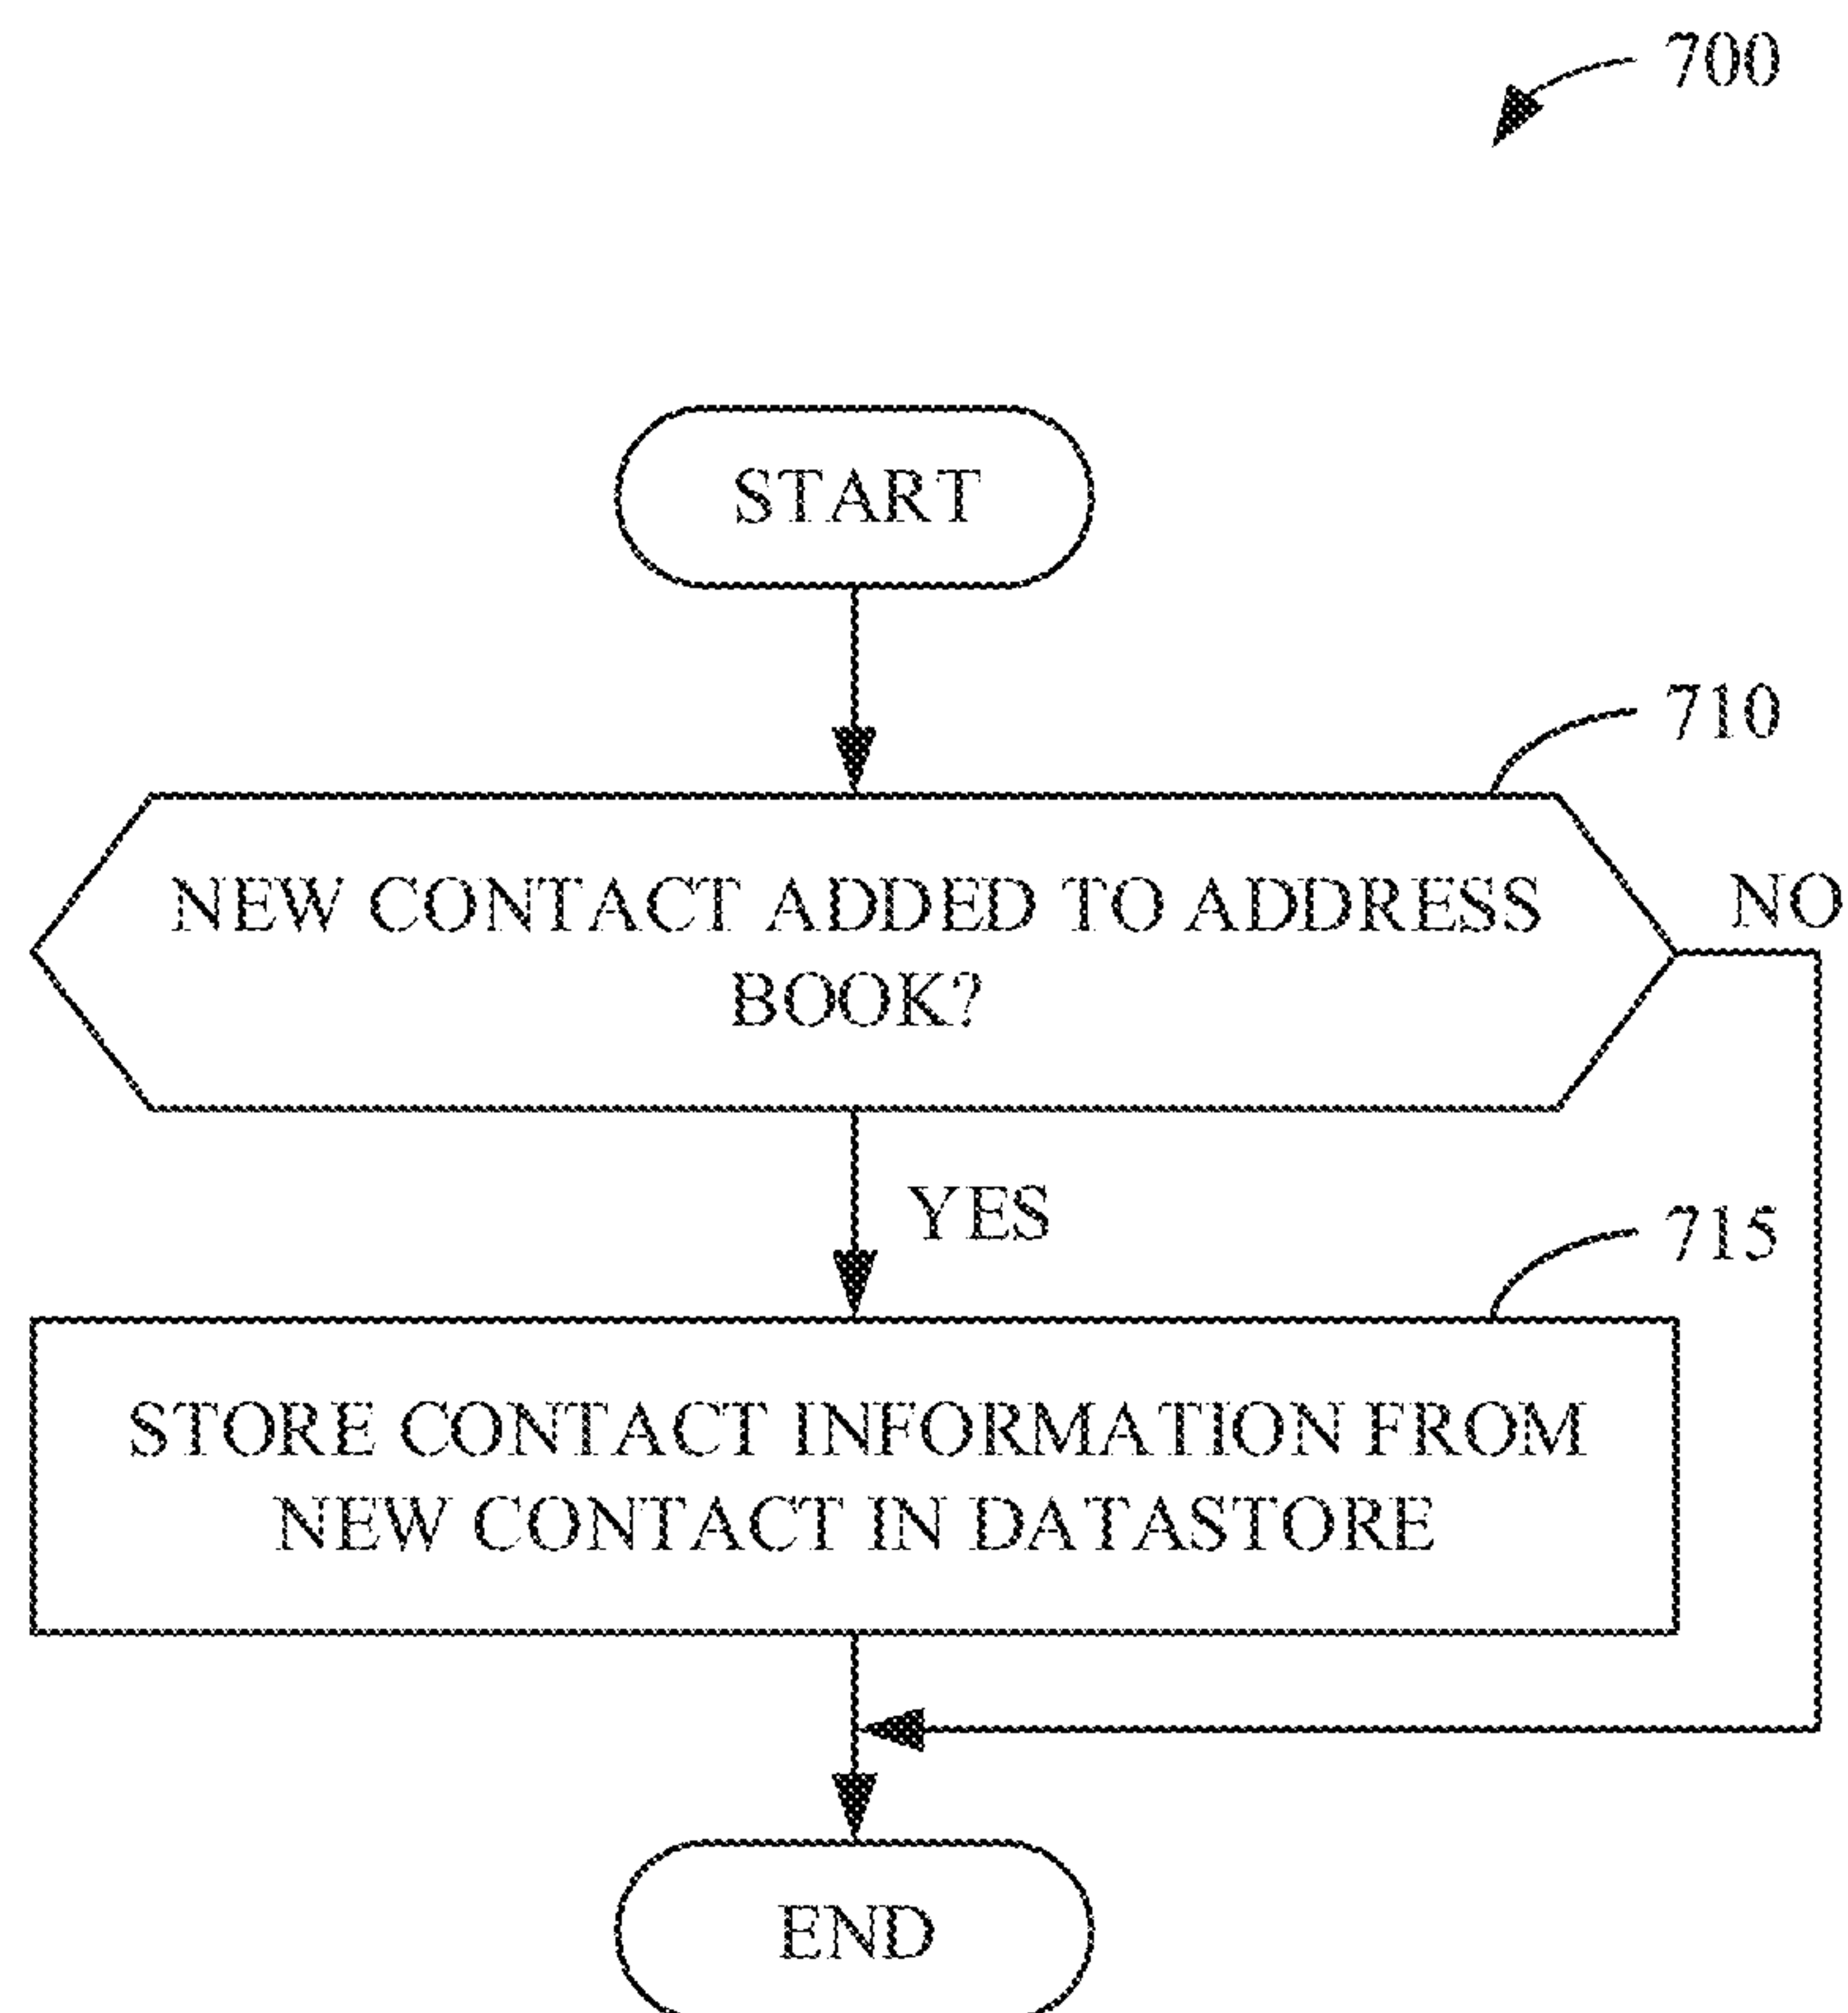 700
START
710
NEW CONTACT ADDED TO ADDRESS
BOOK?
NO
YES
715
STORE CONTACT INFORMATION FROM
NEW CONTACT IN DATASTORE
END